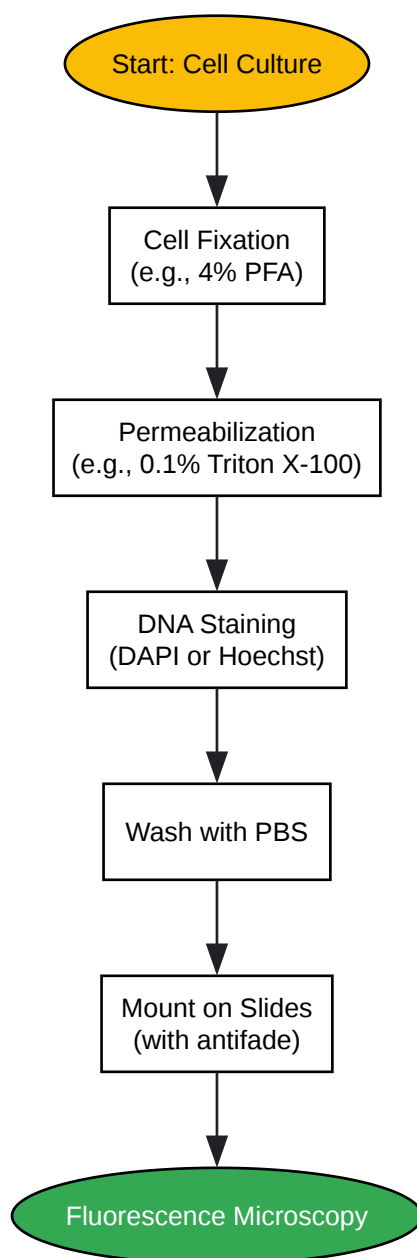 Start: Cell Culture
Cell Fixation
(e.g., 4% PFA)
Permeabilization
(e.g., 0.1% Triton X-100)
DNA Staining
(DAPI or Hoechst)
Wash with PBS
Mount on Slides
(with antifade)
Fluorescence Microscopy